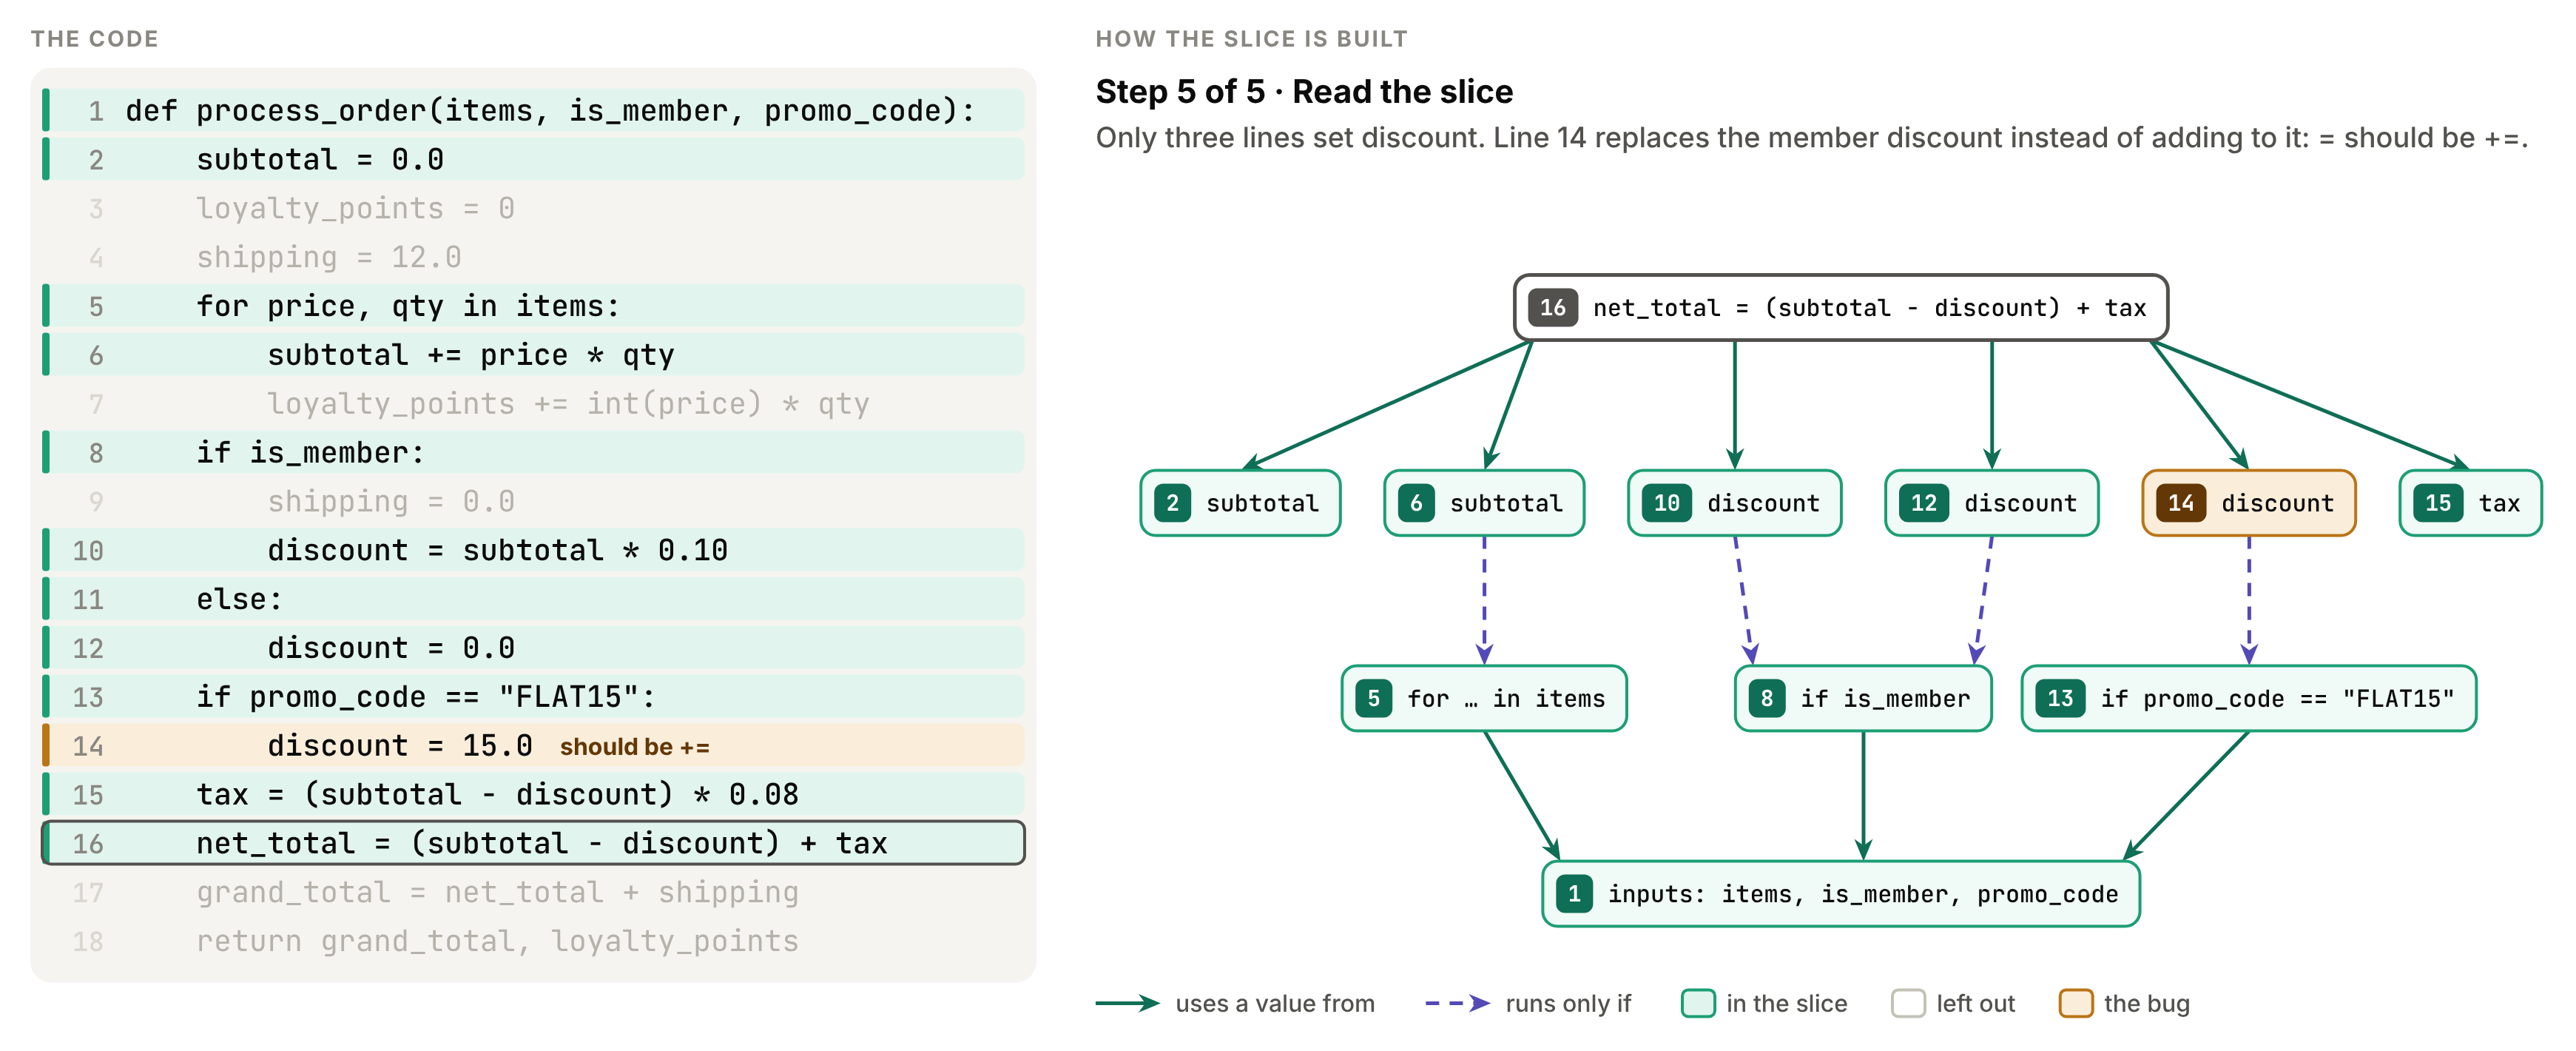 THE CODE
1 def process_order(items, is_member, promo_code):
2     subtotal = 0.0
3     loyalty_points = 0
4     shipping = 12.0
5     for price, qty in items:
6         subtotal += price * qty
7         loyalty_points += int(price) * qty
8     if is_member:
9         shipping = 0.0
10         discount = subtotal * 0.10
11     else:
12         discount = 0.0
13     if promo_code == "FLAT15":
14         discount = 15.0 should be +=
15     tax = (subtotal - discount) * 0.08
16     net_total = (subtotal - discount) + tax
17     grand_total = net_total + shipping
18     return grand_total, loyalty_points
HOW THE SLICE IS BUILT
Step 5 of 5 · Read the slice
Only three lines set discount. Line 14 replaces the member discount instead of adding to it: = should be +=.
16 net_total = (subtotal - discount) + tax
2 subtotal
6 subtotal
10 discount
12 discount
14 discount
15 tax
5 for … in items
8 if is_member
13 if promo_code == "FLAT15"
1 inputs: items, is_member, promo_code
uses a value from
runs only if
in the slice
left out
the bug